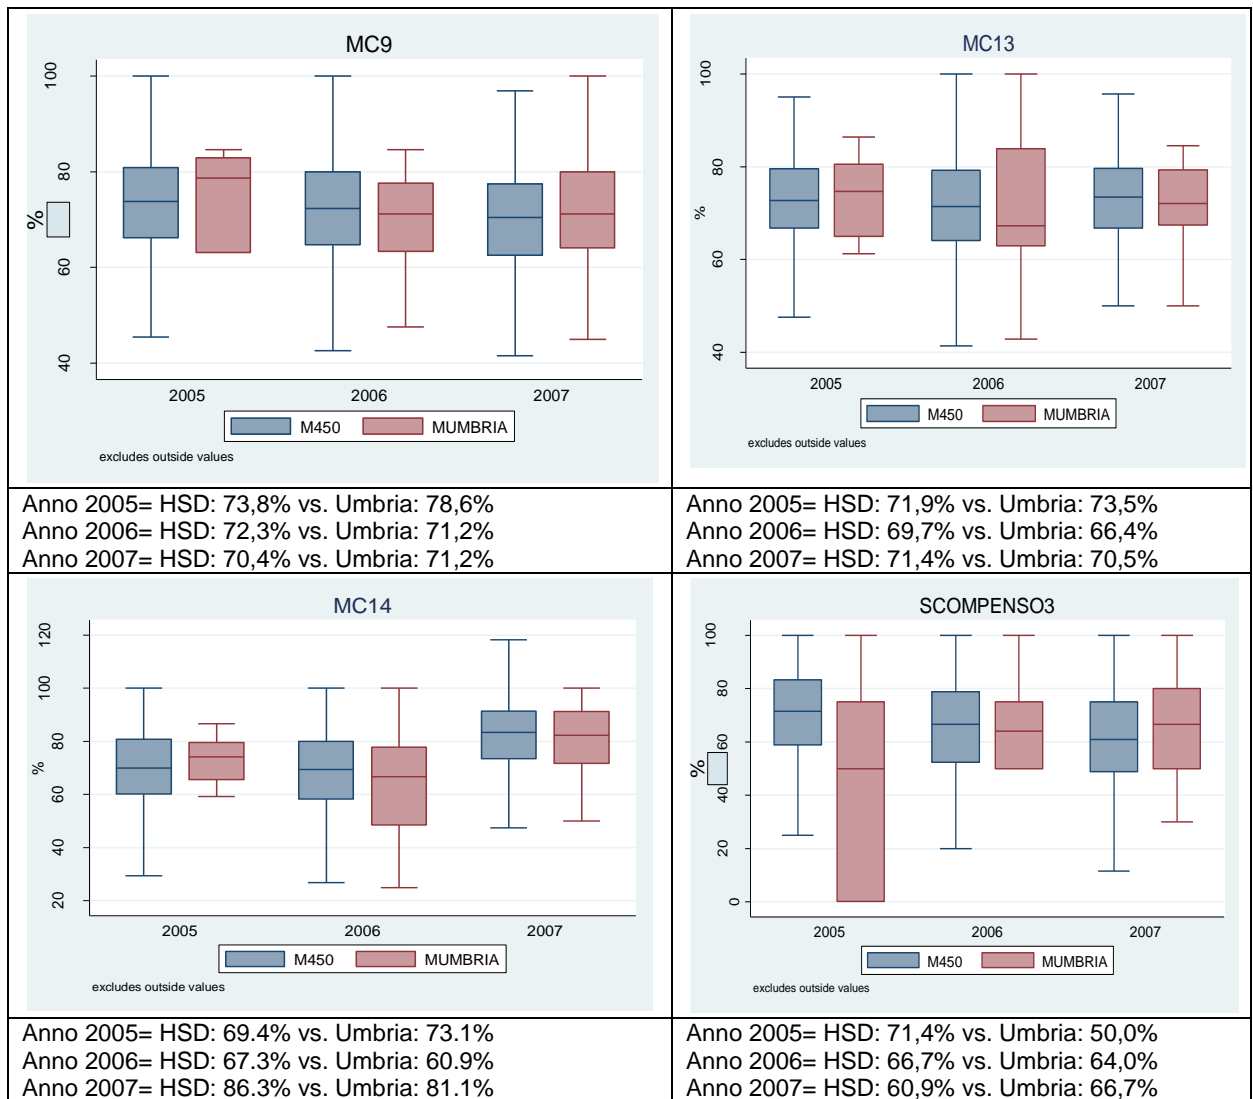 MC9
100
80
60
40
%
2005 2006 2007
M450 MUMBRIA
excludes outside values
MC13
100
80
60
40
%
2005 2006 2007
M450 MUMBRIA
excludes outside values
Anno 2005= HSD: 73,8% vs. Umbria: 78,6%
Anno 2006= HSD: 72,3% vs. Umbria: 71,2%
Anno 2007= HSD: 70,4% vs. Umbria: 71,2%
Anno 2005= HSD: 71,9% vs. Umbria: 73,5%
Anno 2006= HSD: 69,7% vs. Umbria: 66,4%
Anno 2007= HSD: 71,4% vs. Umbria: 70,5%
MC14
120
100
80
60
40
20
%
2005 2006 2007
M450 MUMBRIA
excludes outside values
SCOMPENSO3
100
80
60
40
20
0
%
2005 2006 2007
M450 MUMBRIA
excludes outside values
Anno 2005= HSD: 69.4% vs. Umbria: 73.1%
Anno 2006= HSD: 67.3% vs. Umbria: 60.9%
Anno 2007= HSD: 86.3% vs. Umbria: 81.1%
Anno 2005= HSD: 71,4% vs. Umbria: 50,0%
Anno 2006= HSD: 66,7% vs. Umbria: 64,0%
Anno 2007= HSD: 60,9% vs. Umbria: 66,7%